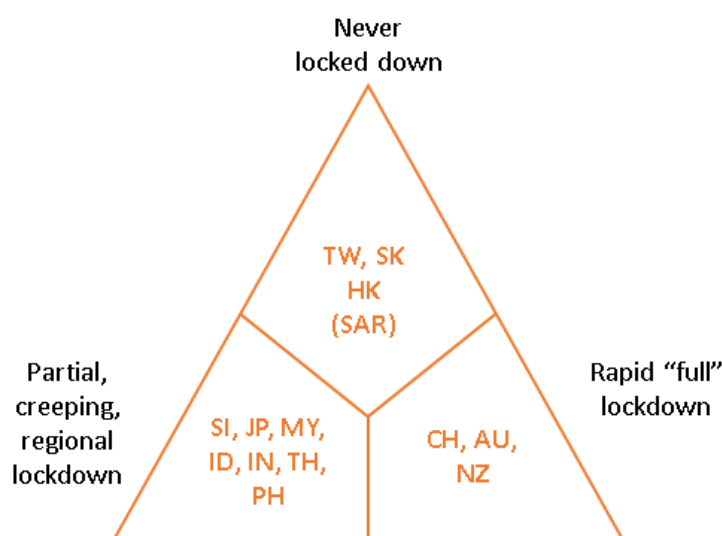 Never
locked down
TW, SK
HK
(SAR)
Partial,
creeping,
regional
lockdown
Rapid “full”
lockdown
SI, JP, MY,
ID, IN, TH,
PH
CH, AU,
NZ